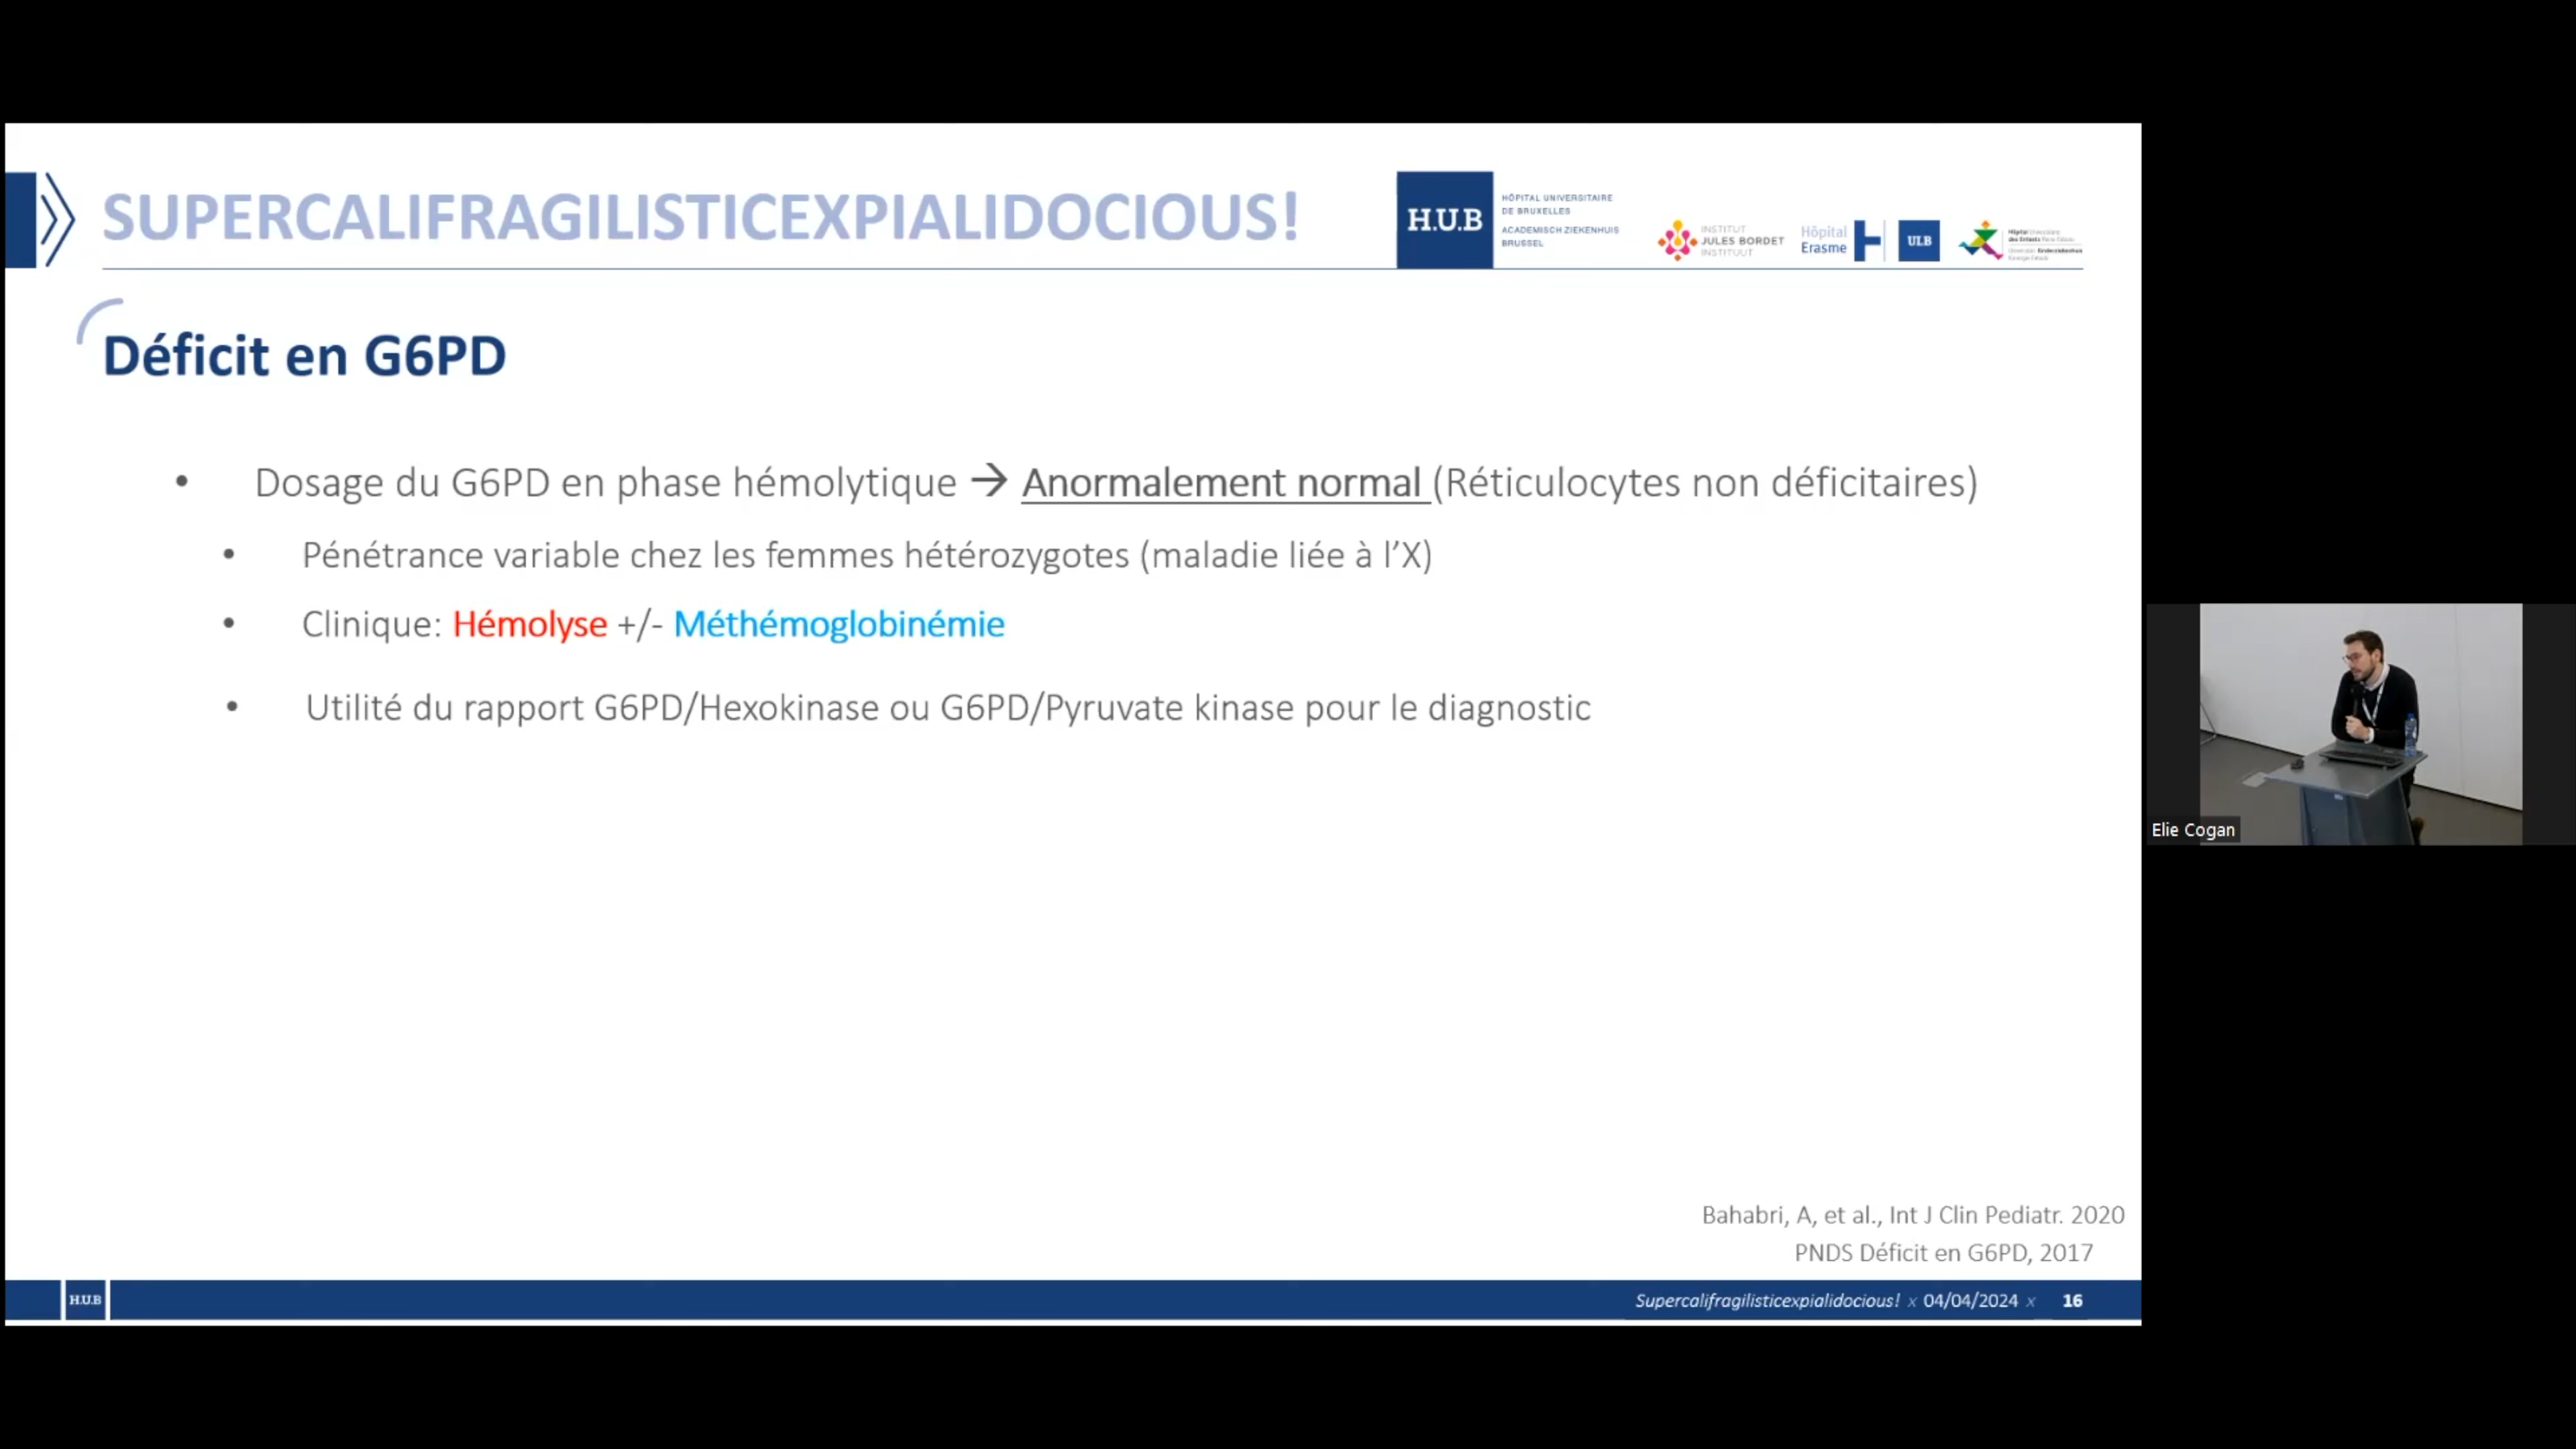 SUPERCALIFRAGILISTICEXPIALIDOCIOUS!
H.U.B
HÔPITAL UNIVERSITAIRE
DE BRUXELLES
ACADEMISCH ZIEKENHUIS
BRUSSEL
INSTITUT
JULES BORDET
INSTITUUT
Hôpital
Erasme
ULB
Déficit en G6PD
• Dosage du G6PD en phase hémolytique → Anormalement normal (Réticulocytes non déficitaires)
• Pénétrance variable chez les femmes hétérozygotes (maladie liée à l'X)
• Clinique: Hémolyse +/- Méthémoglobinémie
• Utilité du rapport G6PD/Hexokinase ou G6PD/Pyruvate kinase pour le diagnostic
Elie Cogan
Bahabri, A, et al., Int J Clin Pediatr. 2020
PNDS Déficit en G6PD, 2017
H.U.B
Supercalifragilisticexpialidocious! x 04/04/2024 x 16